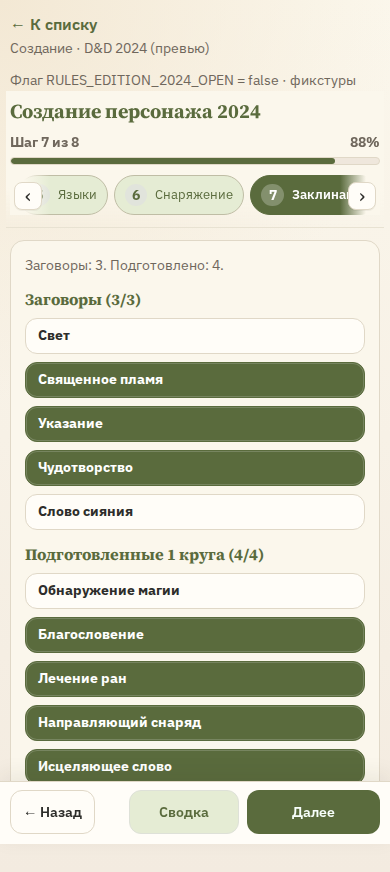 ← К списку
Создание · D&D 2024 (превью)
Флаг RULES_EDITION_2024_OPEN = false · фикстуры
Создание персонажа 2024
Шаг 7 из 8 88%
‹ Языки 6 Снаряжение 7 Заклина ›
Заговоры: 3. Подготовлено: 4.
Заговоры (3/3)
Свет
Священное пламя
Указание
Чудотворство
Слово сияния
Подготовленные 1 круга (4/4)
Обнаружение магии
Благословение
Лечение ран
Направляющий снаряд
Исцеляющее слово
← Назад Сводка Далее